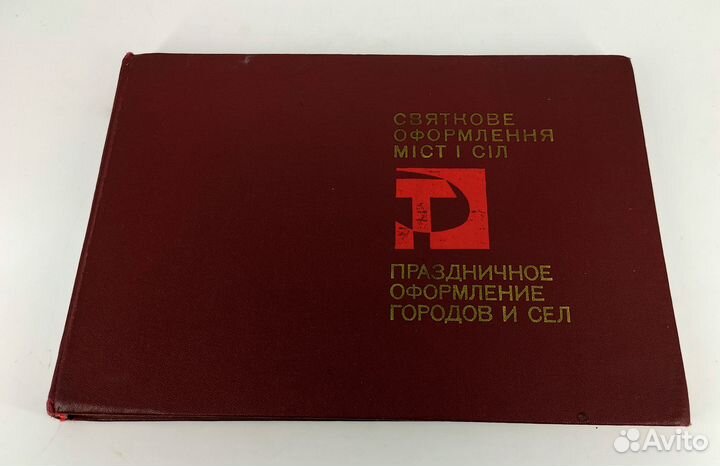 СВЯТКОВЕ
ОФОРМЛЕННЯ
МІСТ І СІЛ
ПРАЗДНИЧНОЕ
ОФОРМЛЕНИЕ
ГОРОДОВ И СЕЛ
Avito